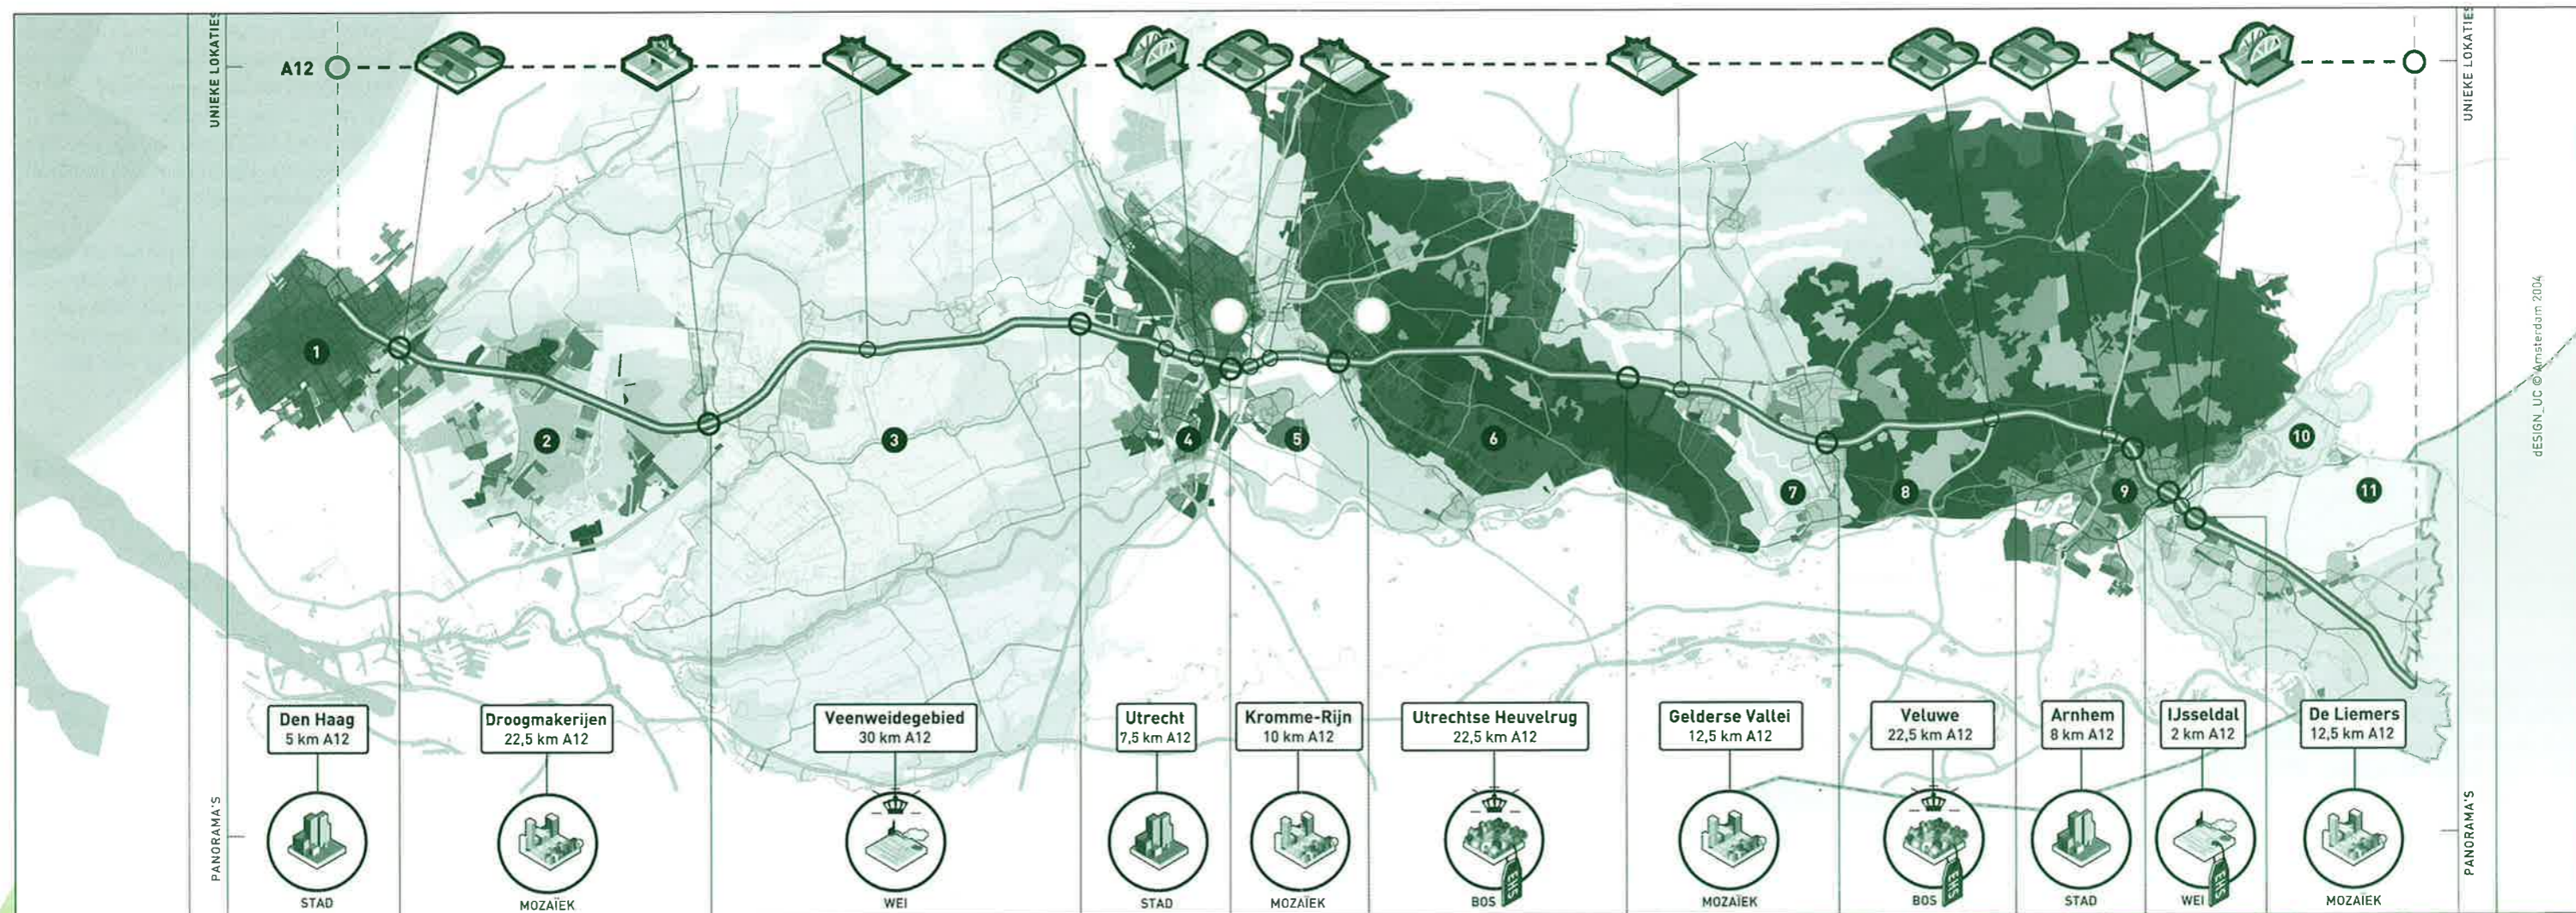 UNIEKE LOKATIES
A12
UNIEKE LOKATIES
1
2
3
4
5
6
7
8
9
10
11
dESIGN_UC © Amsterdam 2004
Den Haag
5 km A12
Droogmakerijen
22,5 km A12
Veenweidegebied
30 km A12
Utrecht
7,5 km A12
Kromme-Rijn
10 km A12
Utrechtse Heuvelrug
22,5 km A12
Gelderse Vallei
12,5 km A12
Veluwe
22,5 km A12
Arnhem
8 km A12
IJsseldal
2 km A12
De Liemers
12,5 km A12
PANORAMA'S
PANORAMA'S
EHS
EHS
EHS
STAD
MOZAÏEK
WEI
STAD
MOZAÏEK
BOS
MOZAÏEK
BOS
STAD
WEI
MOZAÏEK